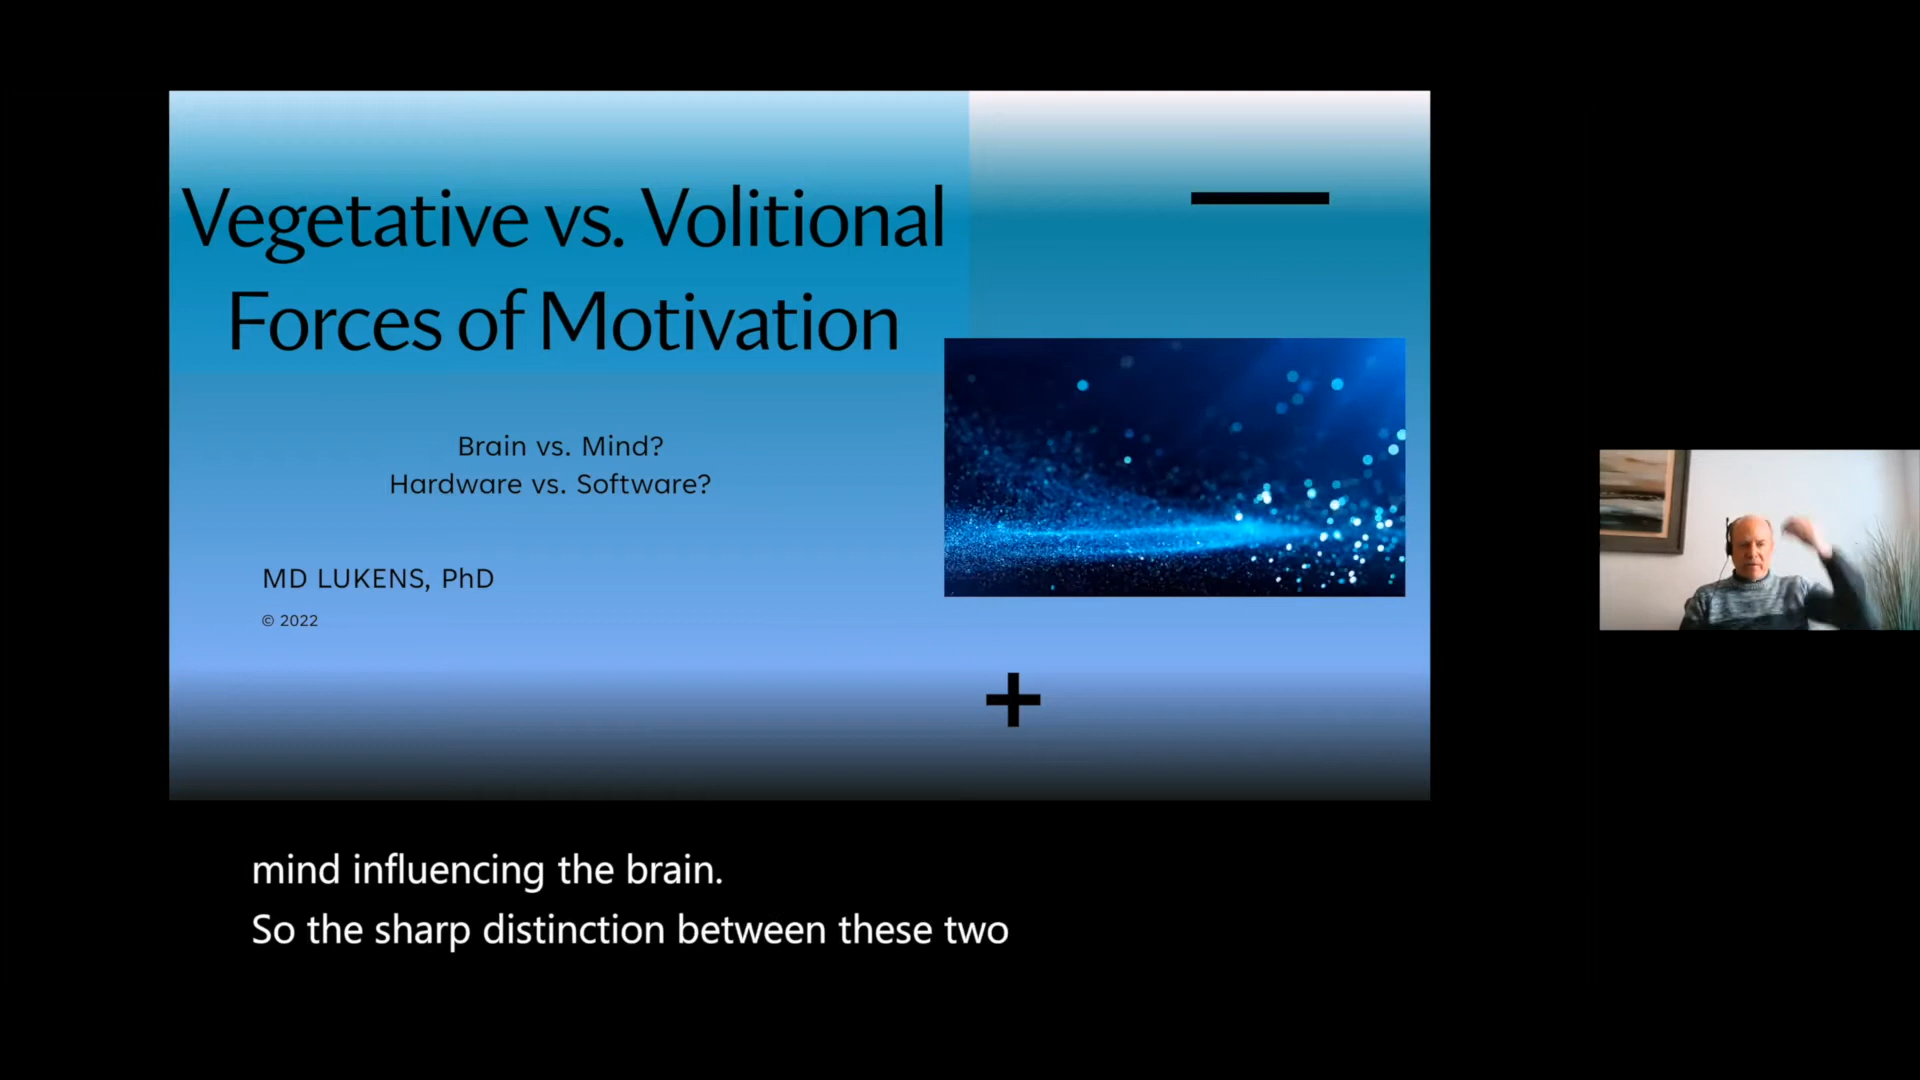 Vegetative vs. Volitional
Forces of Motivation
Brain vs. Mind?
Hardware vs. Software?
MD LUKENS, PhD
© 2022
mind influencing the brain.
So the sharp distinction between these two